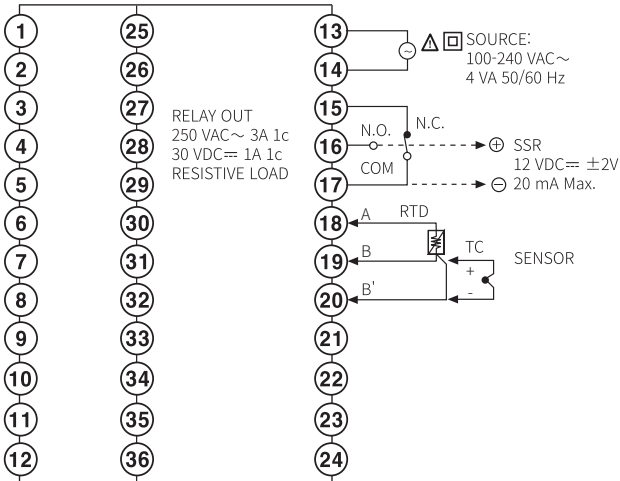 1 25 13
2 26 14
3 27 15
4 28 16
5 29 17
6 30 18
7 31 19
8 32 20
9 33 21
10 34 22
11 35 23
12 36 24
SOURCE:
100-240 VAC～
4 VA 50/60 Hz
RELAY OUT
250 VAC～ 3A 1c
30 VDC⎓ 1A 1c
RESISTIVE LOAD
N.O.
N.C.
COM
SSR
12 VDC⎓ ±2V
20 mA Max.
A
RTD
B
B'
TC
+
-
SENSOR